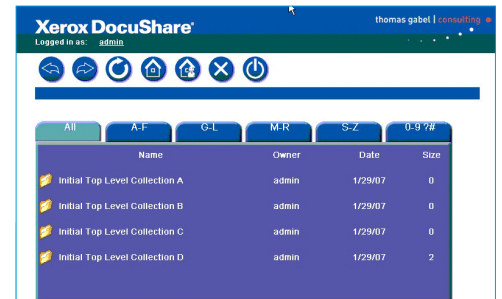 Xerox DocuShare®
thomas gabel | consulting
Logged in as: admin
All A-F G-L M-R S-Z 0-9 ?#
Name Owner Date Size
Initial Top Level Collection A admin 1/29/07 0
Initial Top Level Collection B admin 1/29/07 0
Initial Top Level Collection C admin 1/29/07 0
Initial Top Level Collection D admin 1/29/07 2